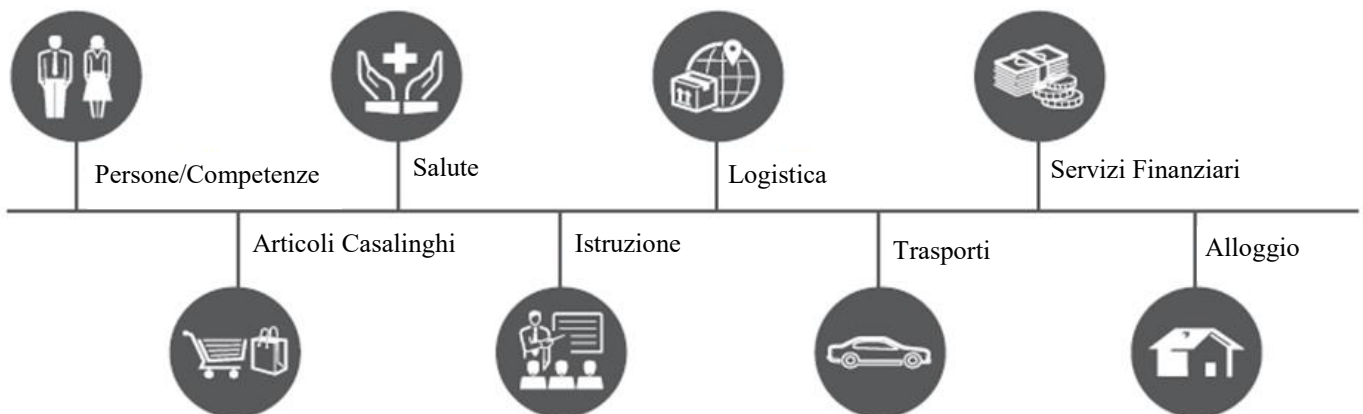 Persone/Competenze
Salute
Logistica
Servizi Finanziari
Articoli Casalinghi
Istruzione
Trasporti
Alloggio